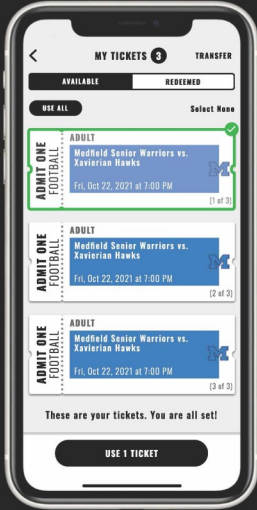 MY TICKETS 3 TRANSFER
AVAILABLE REDEEMED
USE ALL Select None
ADMIT ONE
FOOTBALL
ADULT
Medfield Senior Warriors vs.
Xavierian Hawks
M
Fri, Oct 22, 2021 at 7:00 PM
[1 of 3]
ADMIT ONE
FOOTBALL
ADULT
Medfield Senior Warriors vs.
Xavierian Hawks
M
Fri, Oct 22, 2021 at 7:00 PM
[2 of 3]
ADMIT ONE
FOOTBALL
ADULT
Medfield Senior Warriors vs.
Xavierian Hawks
M
Fri, Oct 22, 2021 at 7:00 PM
[3 of 3]
These are your tickets. You are all set!
USE 1 TICKET